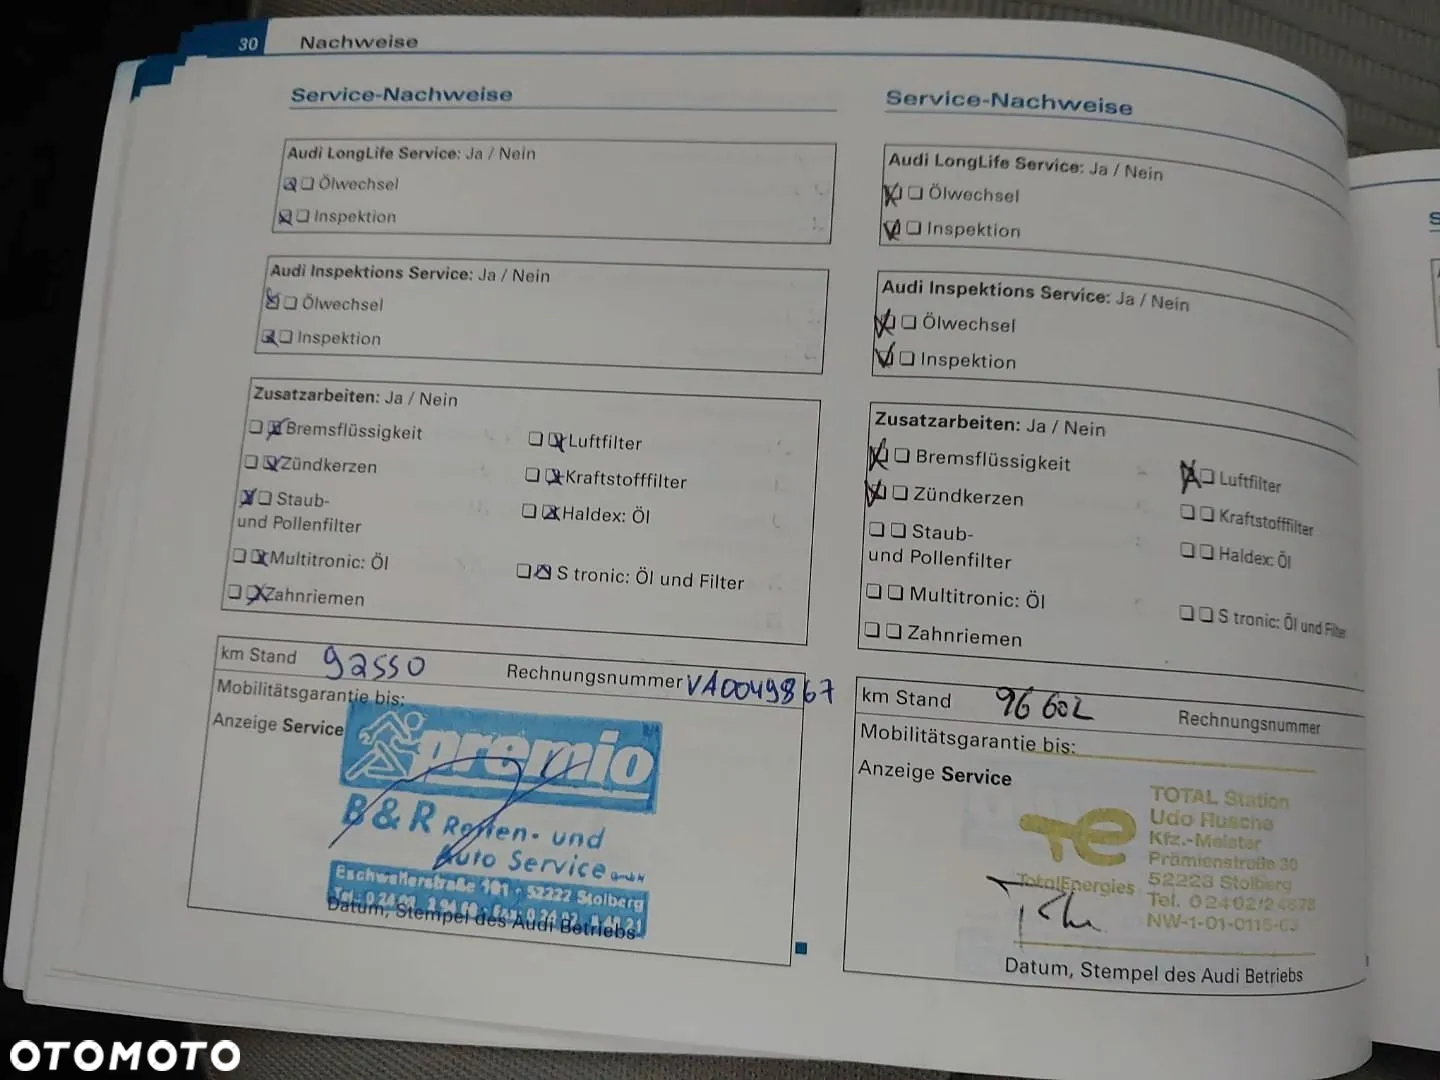 30 Nachweise
Service-Nachweise
Audi LongLife Service: Ja / Nein
Ölwechsel
Inspektion
Audi Inspektions Service: Ja / Nein
Ölwechsel
Inspektion
Zusatzarbeiten: Ja / Nein
Bremsflüssigkeit
Luftfilter
Zündkerzen
Kraftstofffilter
Staub-
und Pollenfilter
Haldex: Öl
Multitronic: Öl
S tronic: Öl und Filter
Zahnriemen
km Stand 92550 Rechnungsnummer VA0049867
Mobilitätsgarantie bis:
Anzeige Service
premio
B & R Reifen- und
Auto Service GmbH
Eschweilerstraße 101 · 52222 Stolberg
Datum, Stempel des Audi Betriebs
Service-Nachweise
Audi LongLife Service: Ja / Nein
Ölwechsel
Inspektion
Audi Inspektions Service: Ja / Nein
Ölwechsel
Inspektion
Zusatzarbeiten: Ja / Nein
Bremsflüssigkeit
Luftfilter
Zündkerzen
Kraftstofffilter
Staub-
und Pollenfilter
Haldex: Öl
Multitronic: Öl
S tronic: Öl und Filter
Zahnriemen
km Stand 96602 Rechnungsnummer
Mobilitätsgarantie bis:
Anzeige Service
TotalEnergies
TOTAL Station
Udo Husche
Kfz.-Meister
Prämienstraße 30
52223 Stolberg
Tel. 02402/24878
Datum, Stempel des Audi Betriebs
OTOMOTO